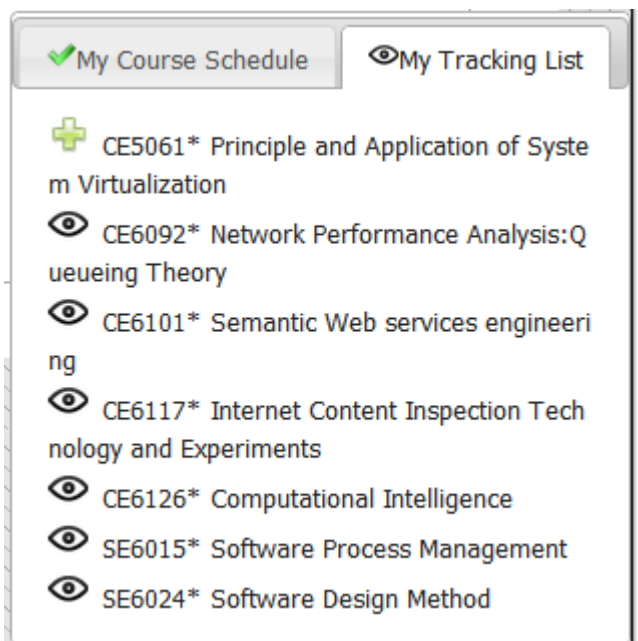 My Course Schedule
My Tracking List
CE5061* Principle and Application of Syste
m Virtualization
CE6092* Network Performance Analysis:Q
ueueing Theory
CE6101* Semantic Web services engineeri
ng
CE6117* Internet Content Inspection Tech
nology and Experiments
CE6126* Computational Intelligence
SE6015* Software Process Management
SE6024* Software Design Method